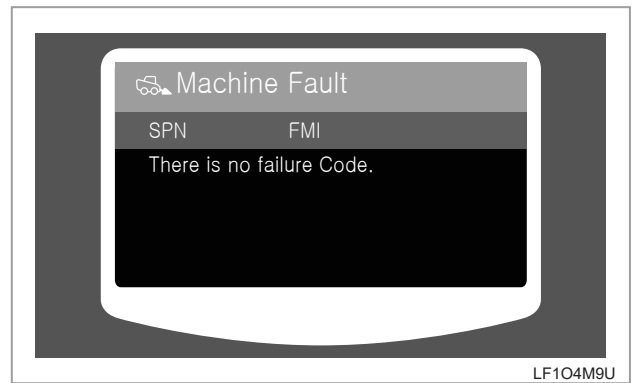 Machine Fault
SPN FMI
There is no failure Code.
LF1O4M9U